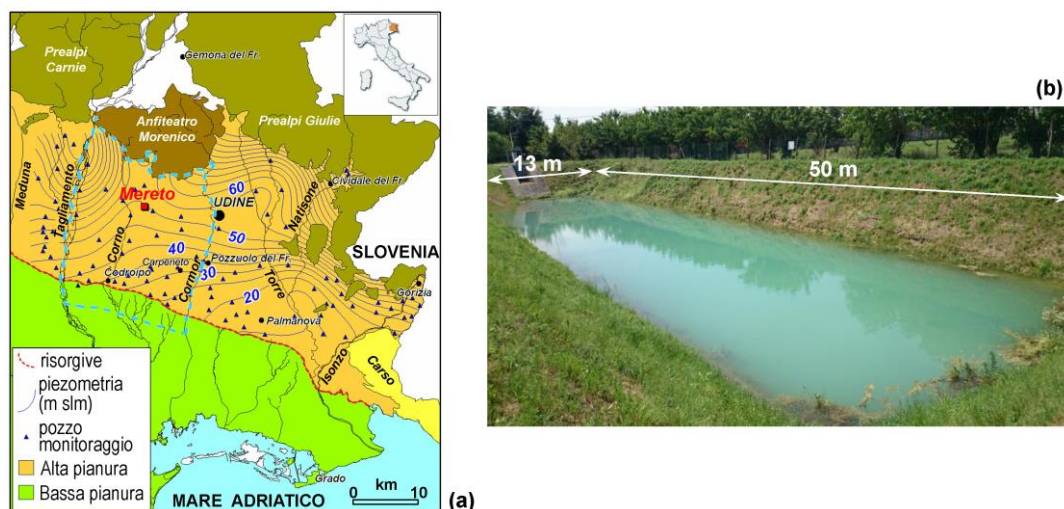 Prealpi
Carnie
Gemona del Fr.
Anfiteatro
Morenico
Prealpi Giulie
Meduna
Tagliamento
Mereto
60
UDINE
Natisone
Cividale del Fr.
Corno
50
SLOVENIA
40
Carpeneto
Pozzuolo del Fr.
Codroipo
Cormor
30
Torre
20
Gorizia
Palmanova
Isonzo
Carso
risorgive
piezometria
(m slm)
pozzo
monitoraggio
Alta pianura
Bassa pianura
Grado
MARE ADRIATICO
km
0 10
(a)
(b)
13 m
50 m